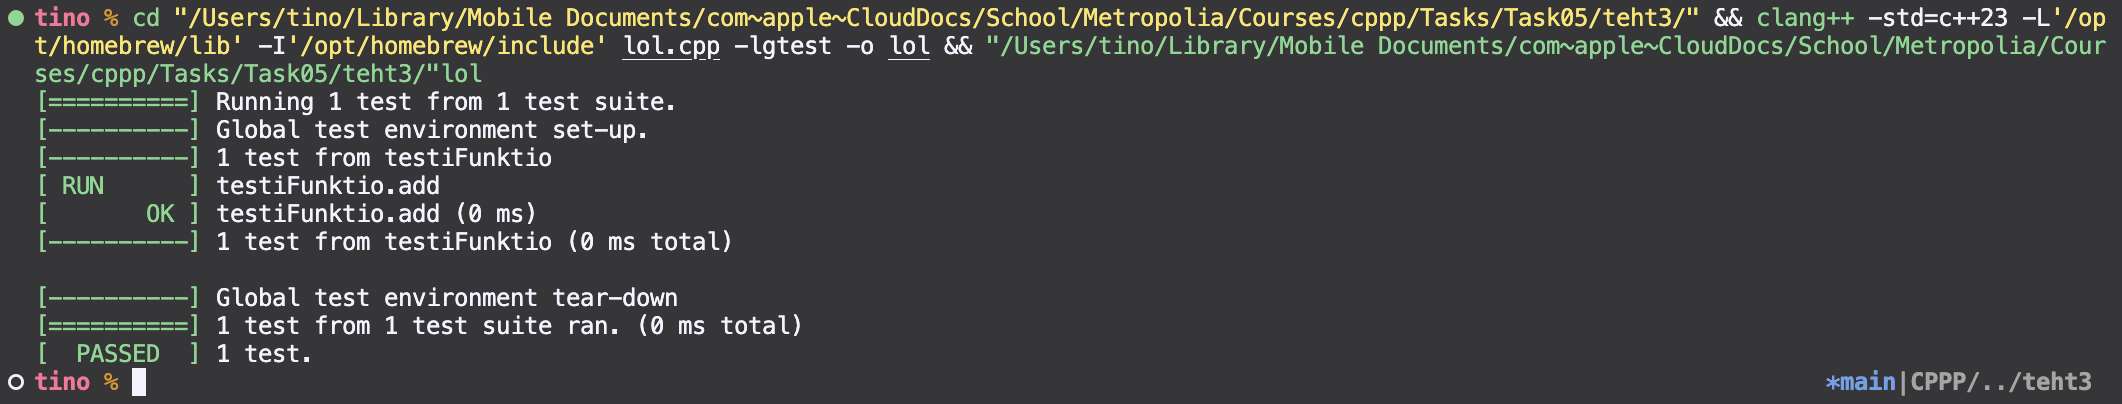 tino % cd "/Users/tino/Library/Mobile Documents/com~apple~CloudDocs/School/Metropolia/Courses/cppp/Tasks/Task05/teht3/" && clang++ -std=c++23 -L'/op
t/homebrew/lib' -I'/opt/homebrew/include' lol.cpp -lgtest -o lol && "/Users/tino/Library/Mobile Documents/com~apple~CloudDocs/School/Metropolia/Cour
ses/cppp/Tasks/Task05/teht3/"lol
[==========] Running 1 test from 1 test suite.
[----------] Global test environment set-up.
[----------] 1 test from testiFunktio
[ RUN      ] testiFunktio.add
[       OK ] testiFunktio.add (0 ms)
[----------] 1 test from testiFunktio (0 ms total)
[----------] Global test environment tear-down
[==========] 1 test from 1 test suite ran. (0 ms total)
[  PASSED  ] 1 test.
tino % *main|CPPP/../teht3